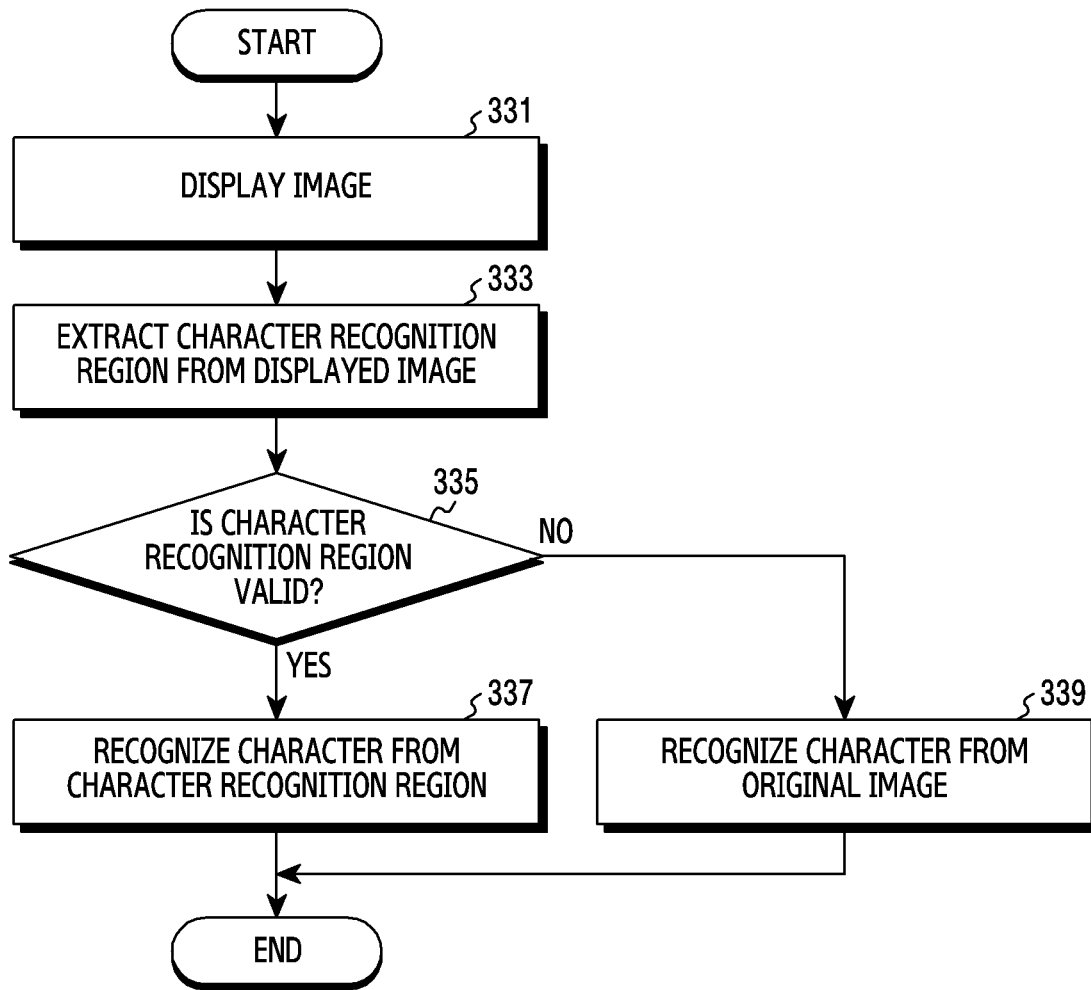 START
331
DISPLAY IMAGE
333
EXTRACT CHARACTER RECOGNITION
REGION FROM DISPLAYED IMAGE
335
IS CHARACTER
RECOGNITION REGION
VALID?
NO
YES
337
RECOGNIZE CHARACTER FROM
CHARACTER RECOGNITION REGION
339
RECOGNIZE CHARACTER FROM
ORIGINAL IMAGE
END